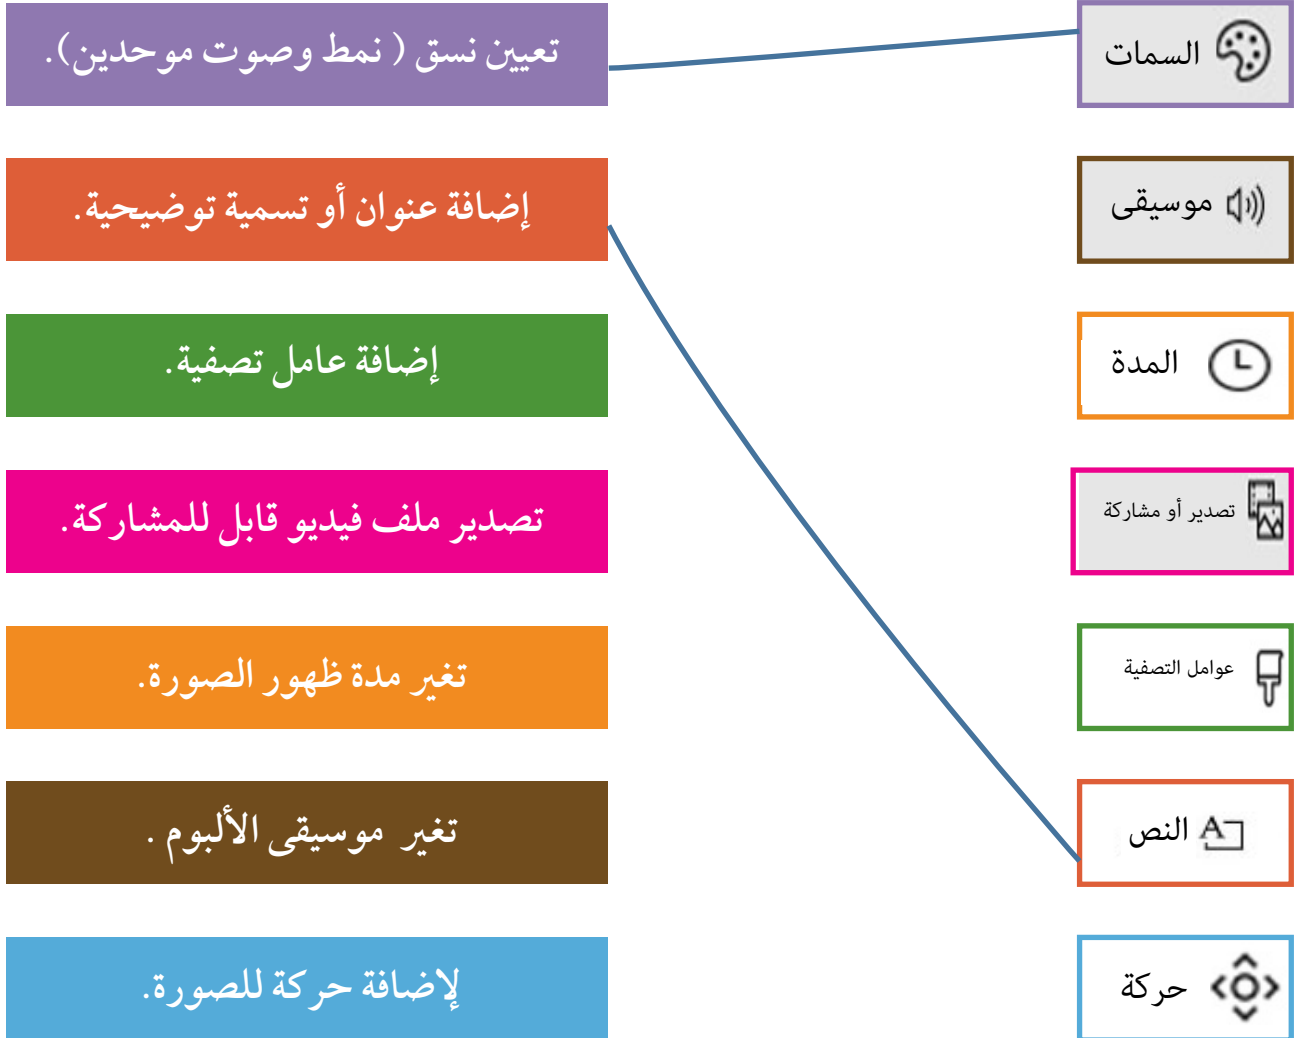 السمات
تعيين نسق ( نمط وصوت موحدين).
موسيقى
إضافة عنوان أو تسمية توضيحية.
المدة
إضافة عامل تصفية.
تصدير أو مشاركة
تصدير ملف فيديو قابل للمشاركة.
عوامل التصفية
تغير مدة ظهور الصورة.
النص
تغير موسيقى الألبوم .
حركة
لإضافة حركة للصورة.